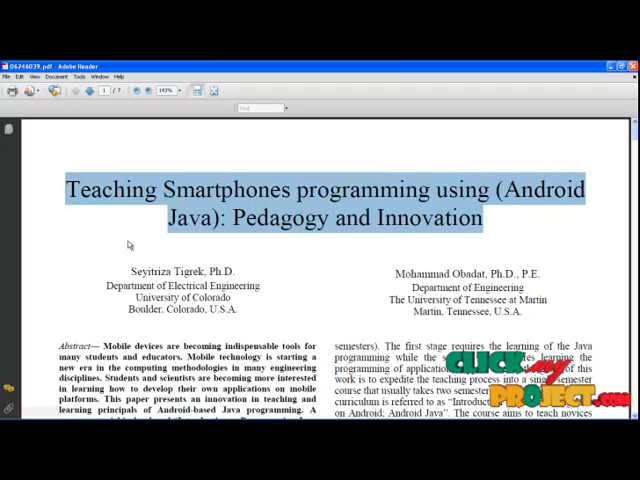 06246039.pdf - Adobe Reader
File Edit View Document Tools Window Help
1 / 7 140% Find
Teaching Smartphones programming using (Android
Java): Pedagogy and Innovation
Seyitriza Tigrek, Ph.D.
Department of Electrical Engineering
University of Colorado
Boulder, Colorado, U.S.A.
Mohammad Obadat, Ph.D., P.E.
Department of Engineering
The University of Tennessee at Martin
Martin, Tennessee, U.S.A.
Abstract— Mobile devices are becoming indispensable tools for
many students and educators. Mobile technology is starting a
new era in the computing methodologies in many engineering
disciplines. Students and scientists are becoming more interested
in learning how to develop their own applications on mobile
platforms. This paper presents an innovation in teaching and
learning principals of Android-based Java programming. A
semesters). The first stage requires the learning of the Java
programming while the learning the
programming of of this
work is to expedite the teaching process into a single semester
course that usually takes two
curriculum is referred to as
on Android; Android Java". The course aims to teach novices
CLICK
my
PROJECT.com